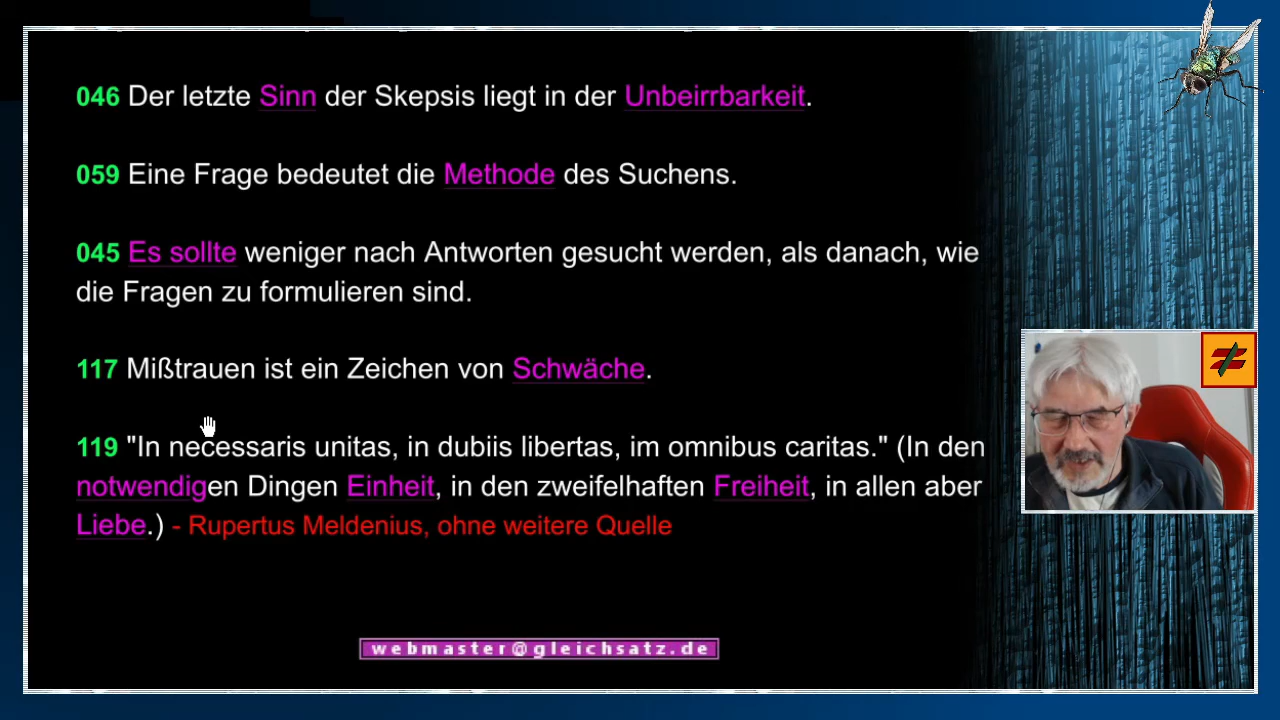 046 Der letzte Sinn der Skepsis liegt in der Unbeirrbarkeit.
059 Eine Frage bedeutet die Methode des Suchens.
045 Es sollte weniger nach Antworten gesucht werden, als danach, wie
die Fragen zu formulieren sind.
117 Mißtrauen ist ein Zeichen von Schwäche.
119 "In necessaris unitas, in dubiis libertas, im omnibus caritas." (In den
notwendigen Dingen Einheit, in den zweifelhaften Freiheit, in allen aber
Liebe.) - Rupertus Meldenius, ohne weitere Quelle
webmaster@gleichsatz.de